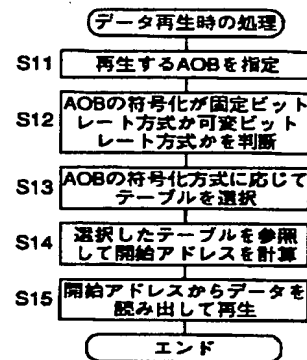 データ再生時の処理
S11
再生するAOBを指定
S12
AOBの符号化が固定ビット
レート方式か可変ビット
レート方式かを判断
S13
AOBの符号化方式に応じて
テーブルを選択
S14
選択したテーブルを参照
して開始アドレスを計算
S15
開始アドレスからデータを
読み出して再生
エンド